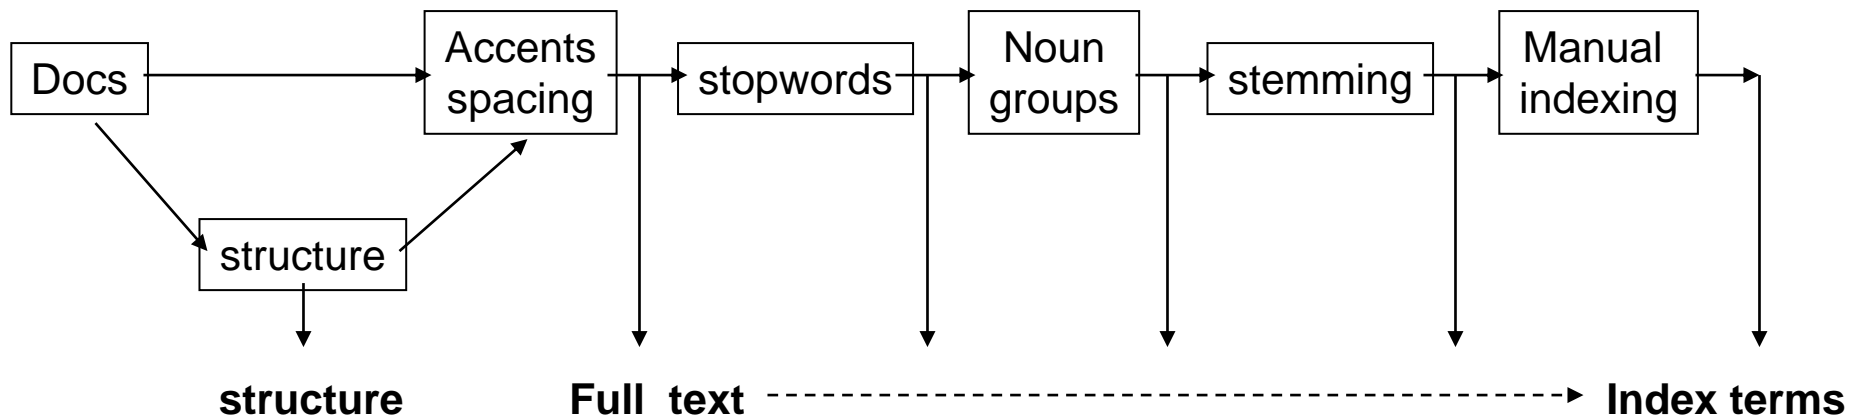 Docs
Accents
spacing
stopwords
Noun
groups
stemming
Manual
indexing
structure
structure
Full text
Index terms